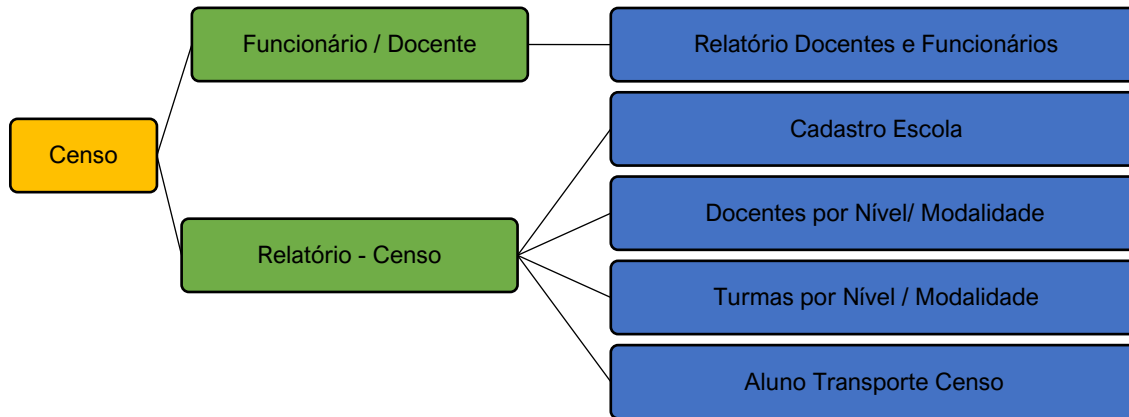 Funcionário / Docente
Relatório Docentes e Funcionários
Censo
Cadastro Escola
Docentes por Nível/ Modalidade
Relatório - Censo
Turmas por Nível / Modalidade
Aluno Transporte Censo